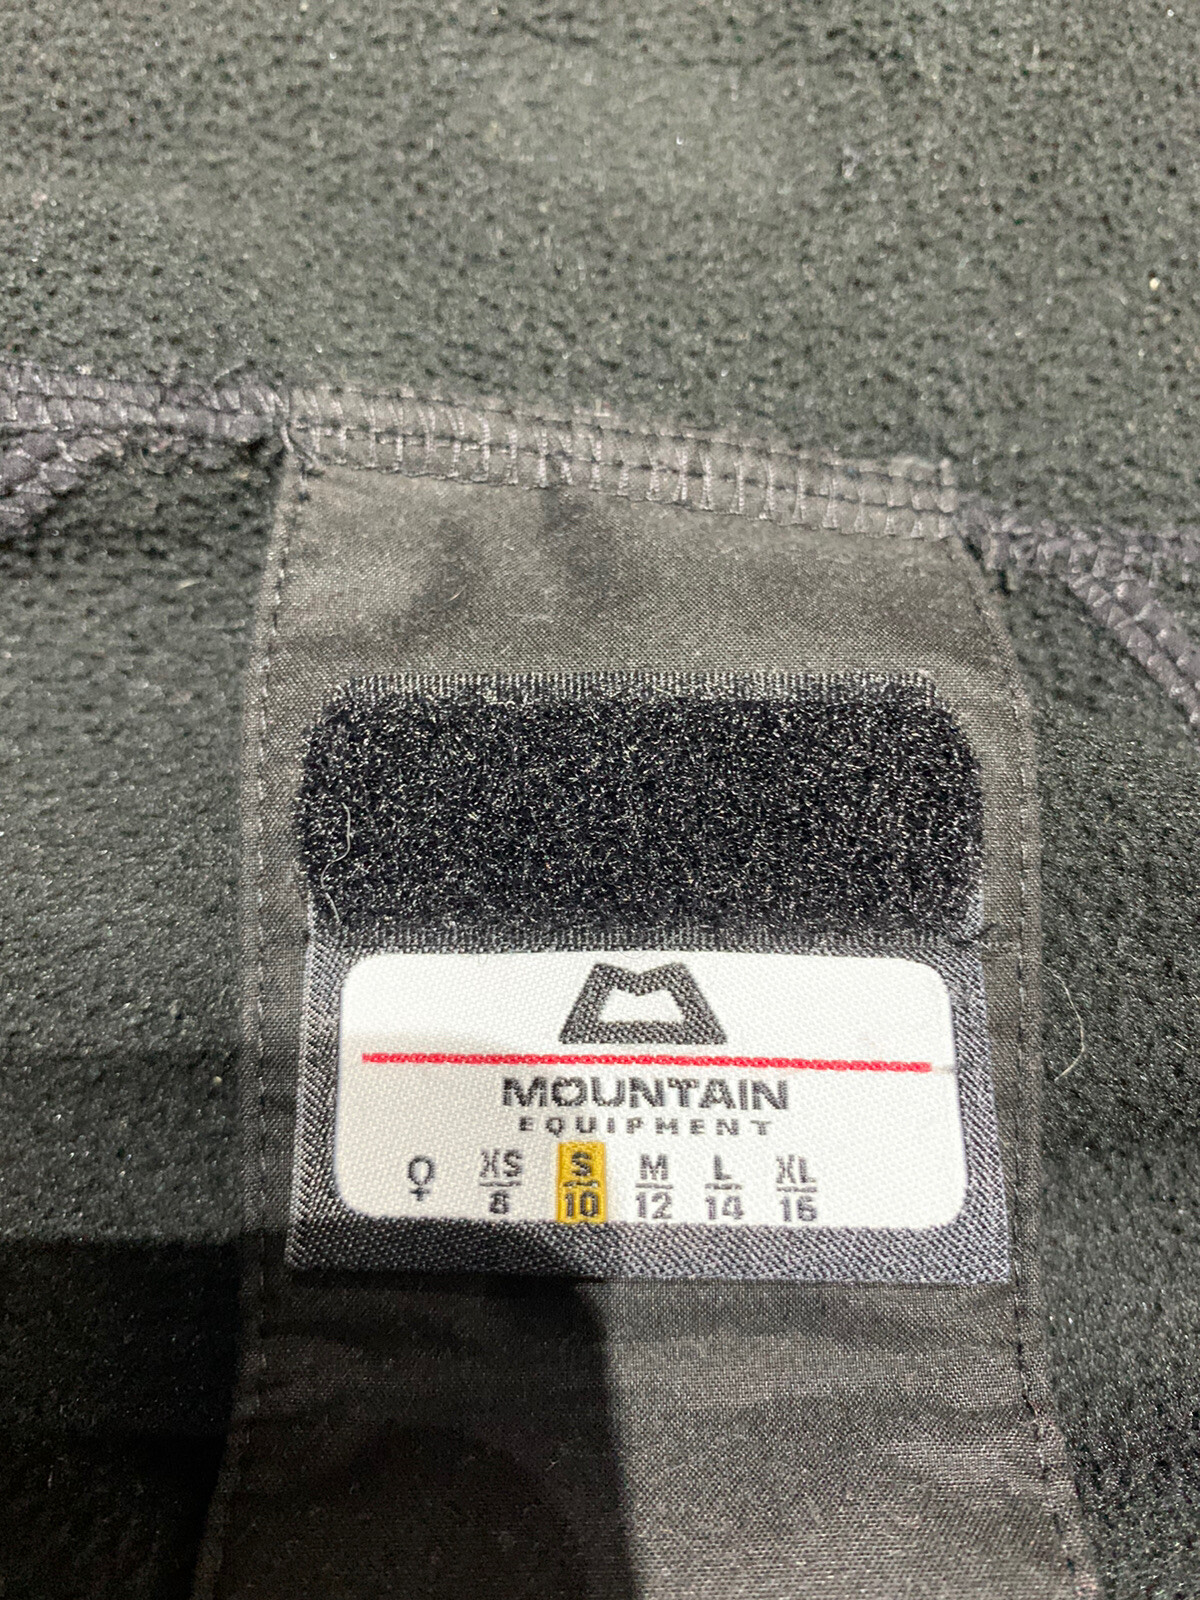 MOUNTAIN
EQUIPMENT
♀ XS S M L XL
8 10 12 14 16